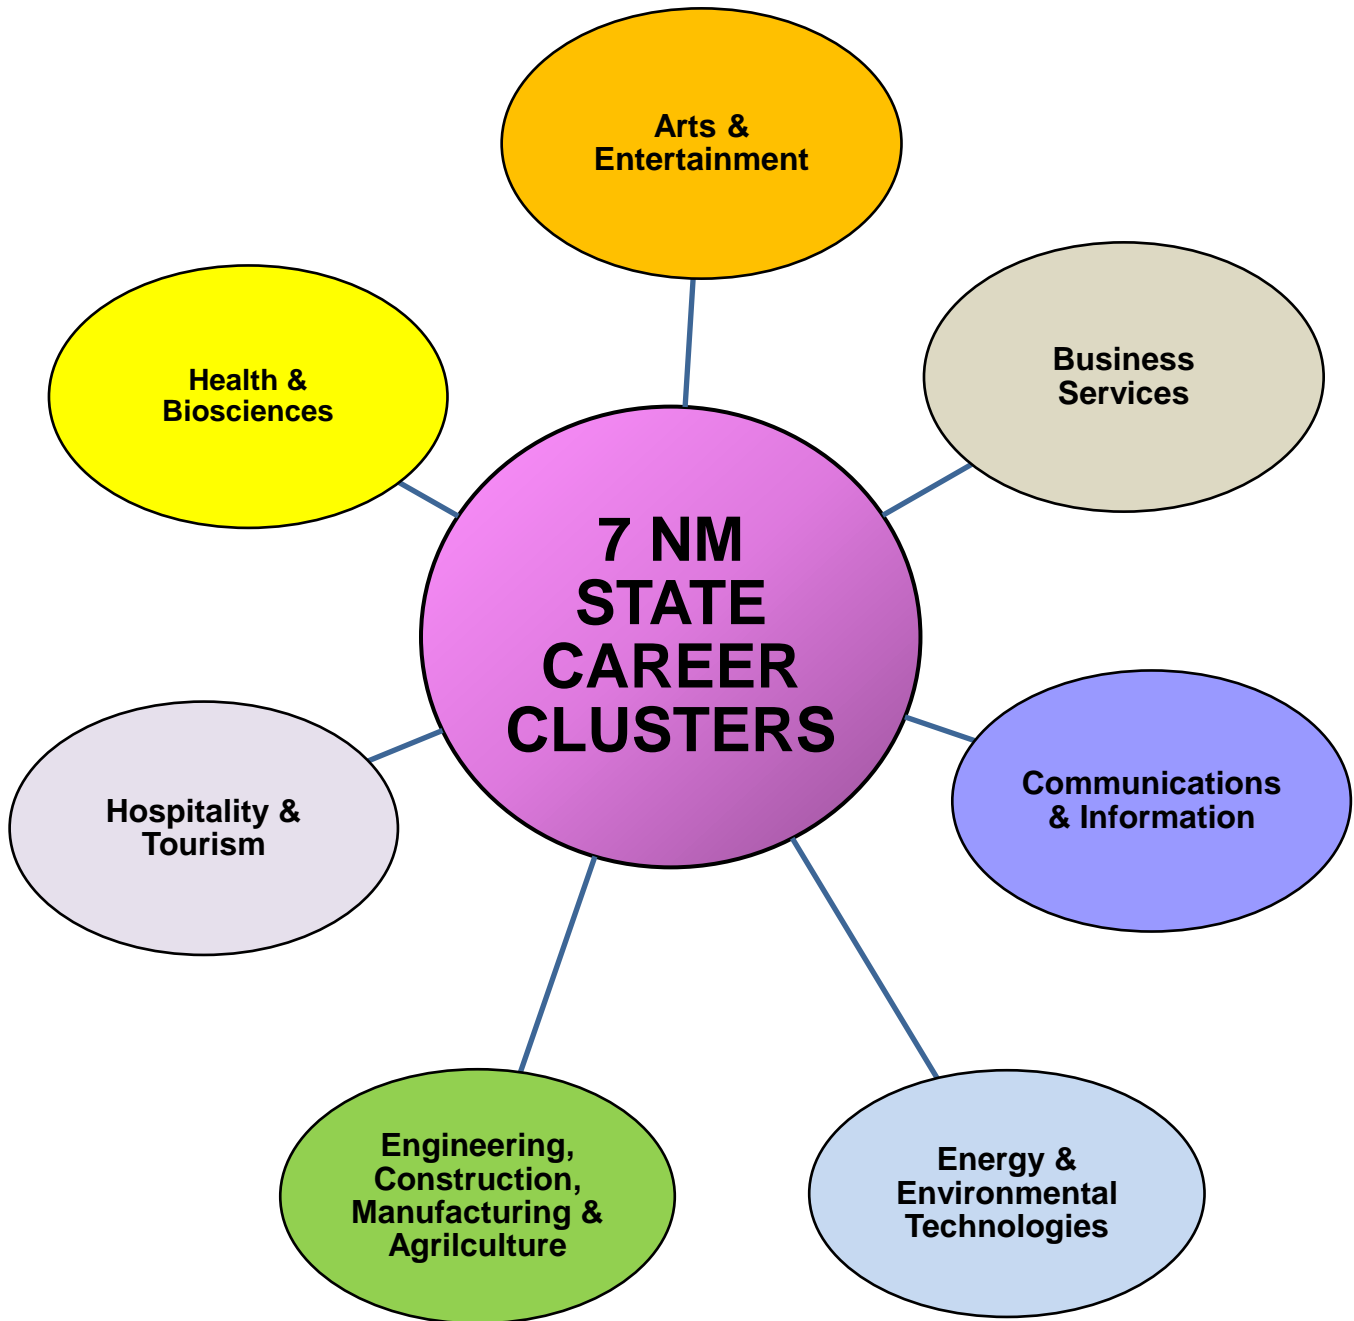 Arts &
Entertainment
Business
Services
Health &
Biosciences
7 NM
STATE
CAREER
CLUSTERS
Communications
& Information
Hospitality &
Tourism
Engineering,
Construction,
Manufacturing &
Agrilculture
Energy &
Environmental
Technologies